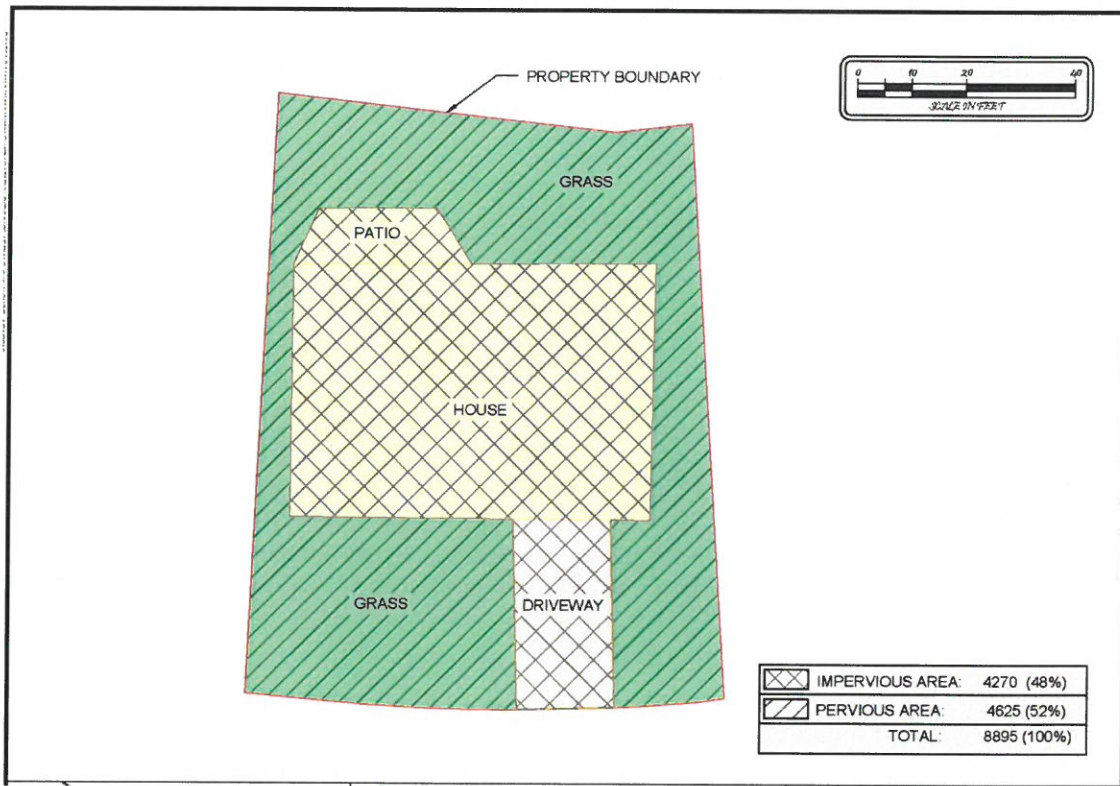 PROPERTY BOUNDARY
0 10 20 40
SCALE IN FEET
GRASS
PATIO
HOUSE
GRASS
DRIVEWAY
IMPERVIOUS AREA: 4270 (48%)
PERVIOUS AREA: 4625 (52%)
TOTAL: 8895 (100%)